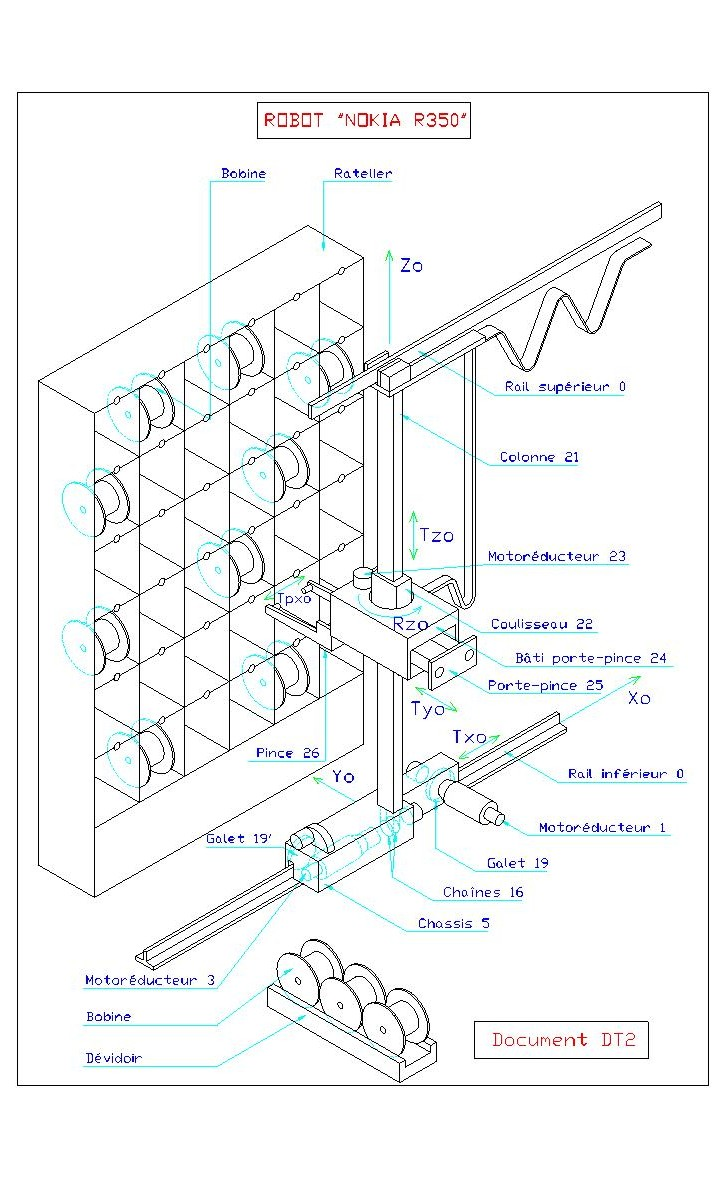 ROBOT "NOKIA R350"
Bobine
Ratelier
Zo
Rail supérieur 0
Colonne 21
Tzo
Motoréducteur 23
Tpxo
Rzo
Coulisseau 22
Bâti porte-pince 24
Porte-pince 25
Xo
Tyo
Txo
Pince 26
Yo
Rail inférieur 0
Motoréducteur 1
Galet 19'
Galet 19
Chaînes 16
Chassis 5
Motoréducteur 3
Bobine
Dévidoir
Document DT2